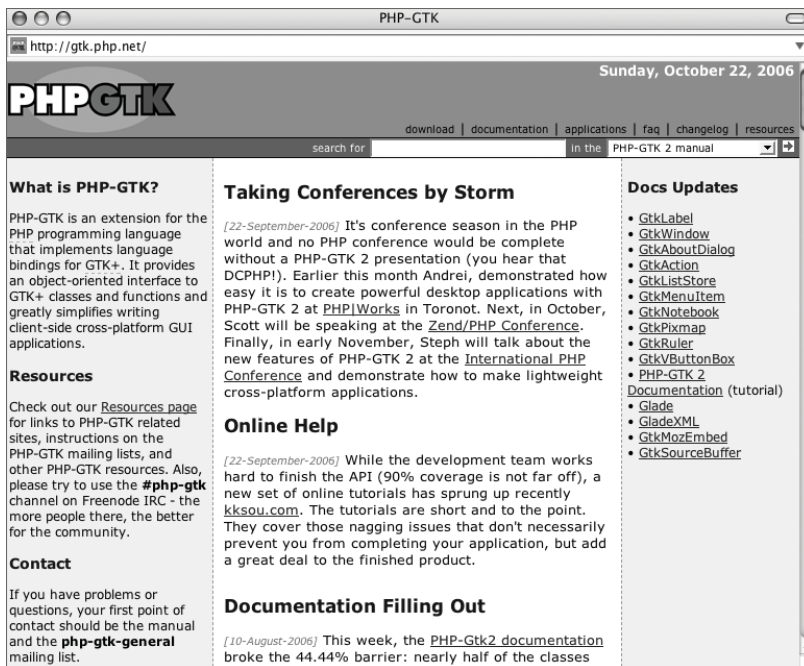 PHP-GTK
http://gtk.php.net/
Sunday, October 22, 2006
PHPGTK
download | documentation | applications | faq | changelog | resources
search for in the PHP-GTK 2 manual
What is PHP-GTK?
PHP-GTK is an extension for the
PHP programming language
that implements language
bindings for GTK+. It provides
an object-oriented interface to
GTK+ classes and functions and
greatly simplifies writing
client-side cross-platform GUI
applications.
Resources
Check out our Resources page
for links to PHP-GTK related
sites, instructions on the
PHP-GTK mailing lists, and
other PHP-GTK resources. Also,
please try to use the #php-gtk
channel on Freenode IRC - the
more people there, the better
for the community.
Contact
If you have problems or
questions, your first point of
contact should be the manual
and the php-gtk-general
mailing list.
Taking Conferences by Storm
[22-September-2006] It's conference season in the PHP
world and no PHP conference would be complete
without a PHP-GTK 2 presentation (you hear that
DCPHP!). Earlier this month Andrei, demonstrated how
easy it is to create powerful desktop applications with
PHP-GTK 2 at PHP|Works in Toronot. Next, in October,
Scott will be speaking at the Zend/PHP Conference.
Finally, in early November, Steph will talk about the
new features of PHP-GTK 2 at the International PHP
Conference and demonstrate how to make lightweight
cross-platform applications.
Online Help
[22-September-2006] While the development team works
hard to finish the API (90% coverage is not far off), a
new set of online tutorials has sprung up recently
kksou.com. The tutorials are short and to the point.
They cover those nagging issues that don't necessarily
prevent you from completing your application, but add
a great deal to the finished product.
Documentation Filling Out
[10-August-2006] This week, the PHP-Gtk2 documentation
broke the 44.44% barrier: nearly half of the classes
Docs Updates
• GtkLabel
• GtkWindow
• GtkAboutDialog
• GtkAction
• GtkListStore
• GtkMenuItem
• GtkNotebook
• GtkPixmap
• GtkRuler
• GtkVButtonBox
• PHP-GTK 2
Documentation (tutorial)
• Glade
• GladeXML
• GtkMozEmbed
• GtkSourceBuffer